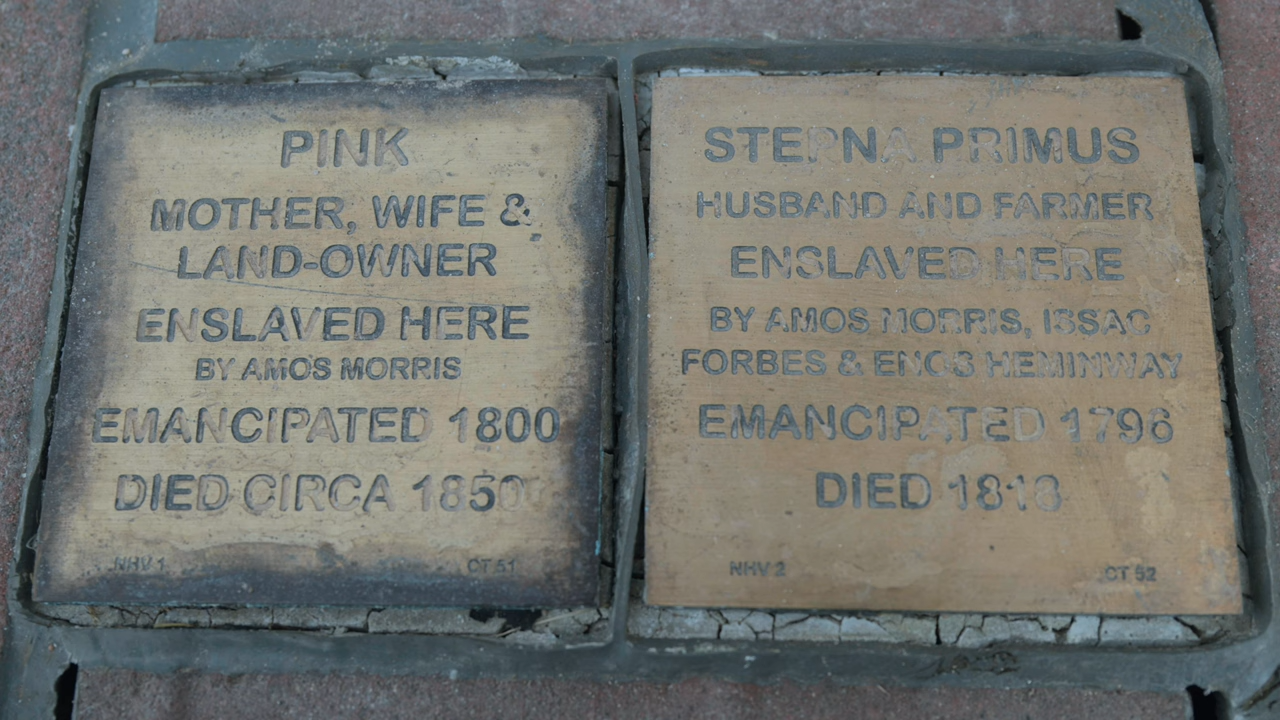 PINK
MOTHER, WIFE &
LAND-OWNER
ENSLAVED HERE
BY AMOS MORRIS
EMANCIPATED 1800
DIED CIRCA 1850
NHV 1 CT 51
STEPNA PRIMUS
HUSBAND AND FARMER
ENSLAVED HERE
BY AMOS MORRIS, ISSAC
FORBES & ENOS HEMINWAY
EMANCIPATED 1796
DIED 1818
NHV 2 CT 52